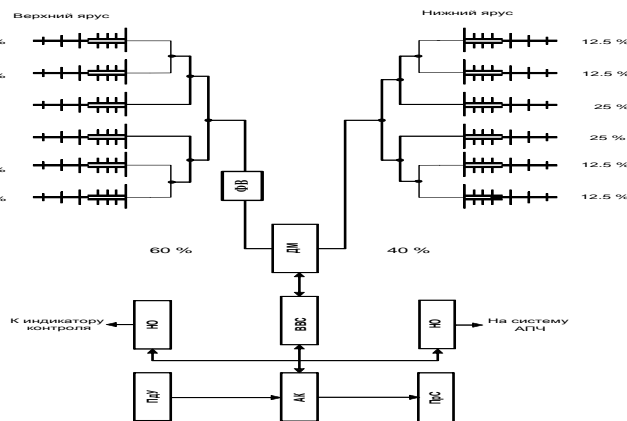 Верхний ярус
Нижний ярус
%
12.5 %
%
12.5 %
25 %
25 %
%
12.5 %
%
12.5 %
ФВ
60 %
ДМ
40 %
К индикатору
контроля
НО
ВВС
НО
На систему
АПЧ
ПдУ
АК
ПрС